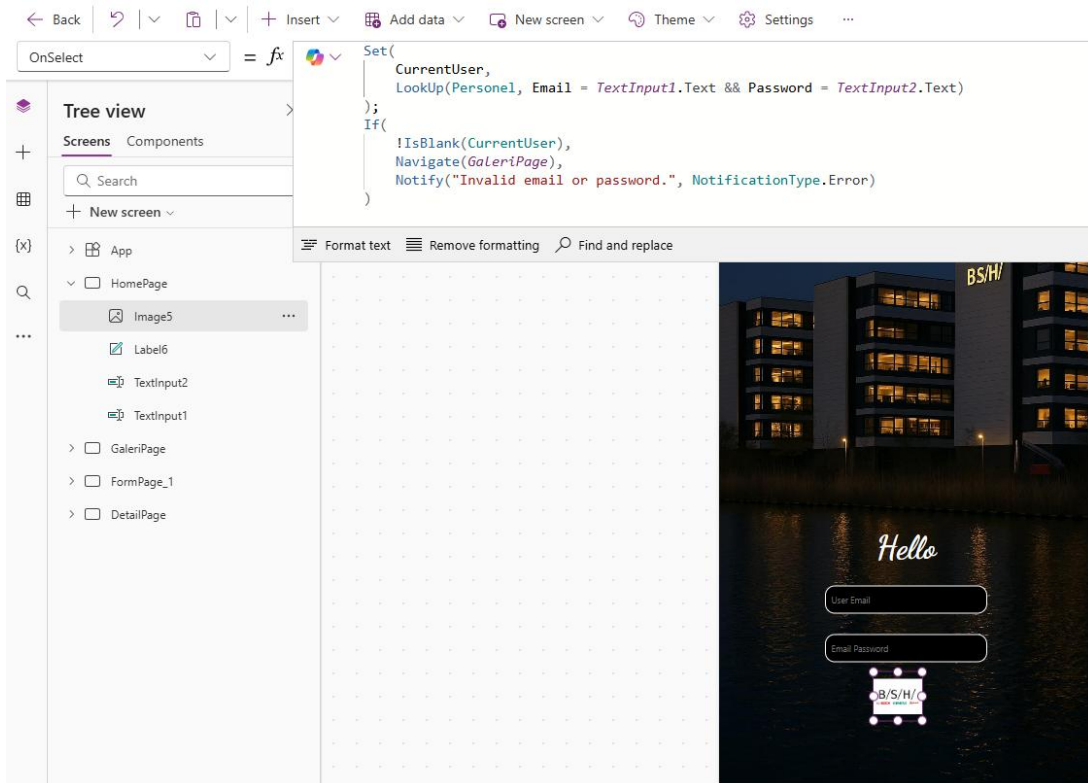 Back
Insert
Add data
New screen
Theme
Settings
...
OnSelect
= fx
Set(
CurrentUser,
LookUp(Personel, Email = TextInput1.Text && Password = TextInput2.Text)
);
If(
!IsBlank(CurrentUser),
Navigate(GaleriPage),
Notify("Invalid email or password.", NotificationType.Error)
)
Format text
Remove formatting
Find and replace
Tree view
Screens
Components
Search
New screen
App
HomePage
Image5
...
Label6
TextInput2
TextInput1
GaleriPage
FormPage_1
DetailPage
{x}
BS/H/
Hello
User Email
Email Password
B/S/H/